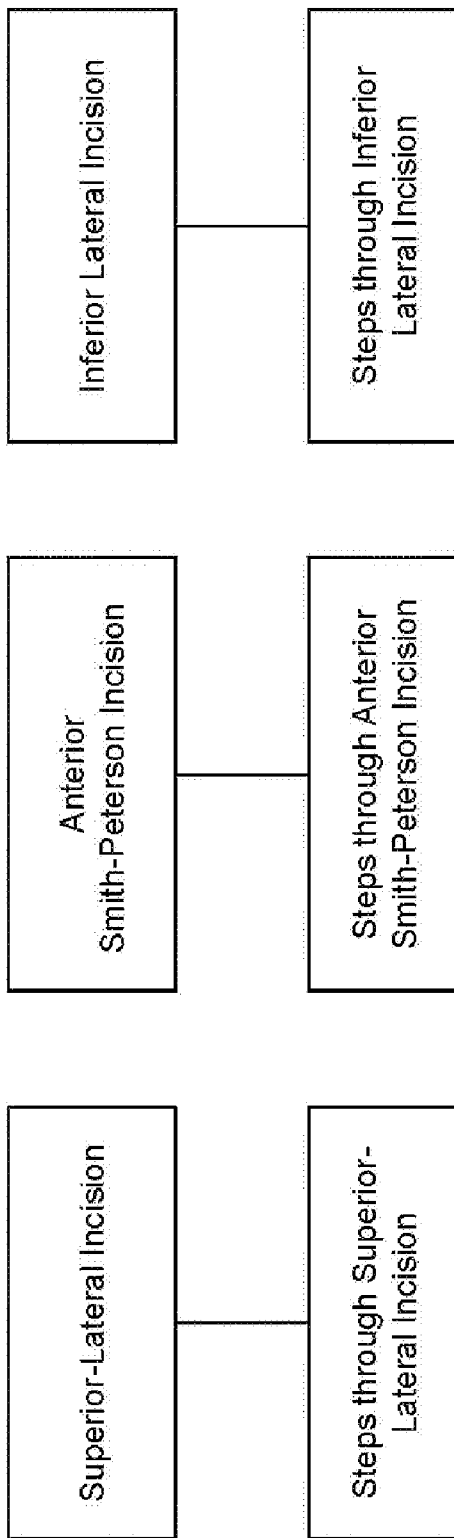 Superior-Lateral Incision
Steps through Superior-
Lateral Incision
Anterior
Smith-Peterson Incision
Steps through Anterior
Smith-Peterson Incision
Inferior Lateral Incision
Steps through Inferior
Lateral Incision